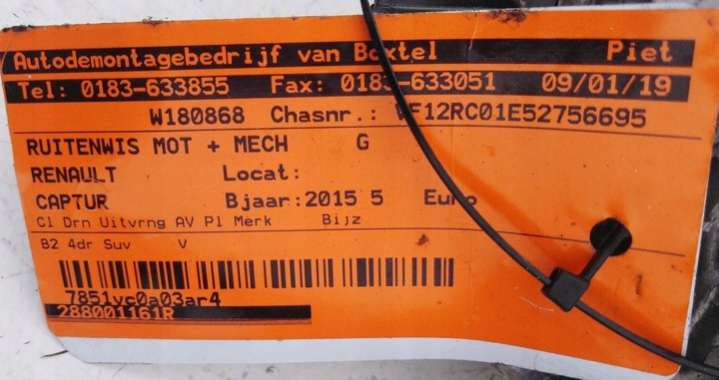 Autodemontagebedrijf van Boxtel Piet
Tel: 0183-633855 Fax: 0183-633051 09/01/19
W180868 Chasnr.: VF12RC01E52756695
RUITENWIS MOT + MECH G
RENAULT Locat:
CAPTUR Bjaar:2015 5 Euro
Cl Drn Uitvrng AV Pl Merk Bijz
B2 4dr Suv V
7851vc0a03ar4
288001161R